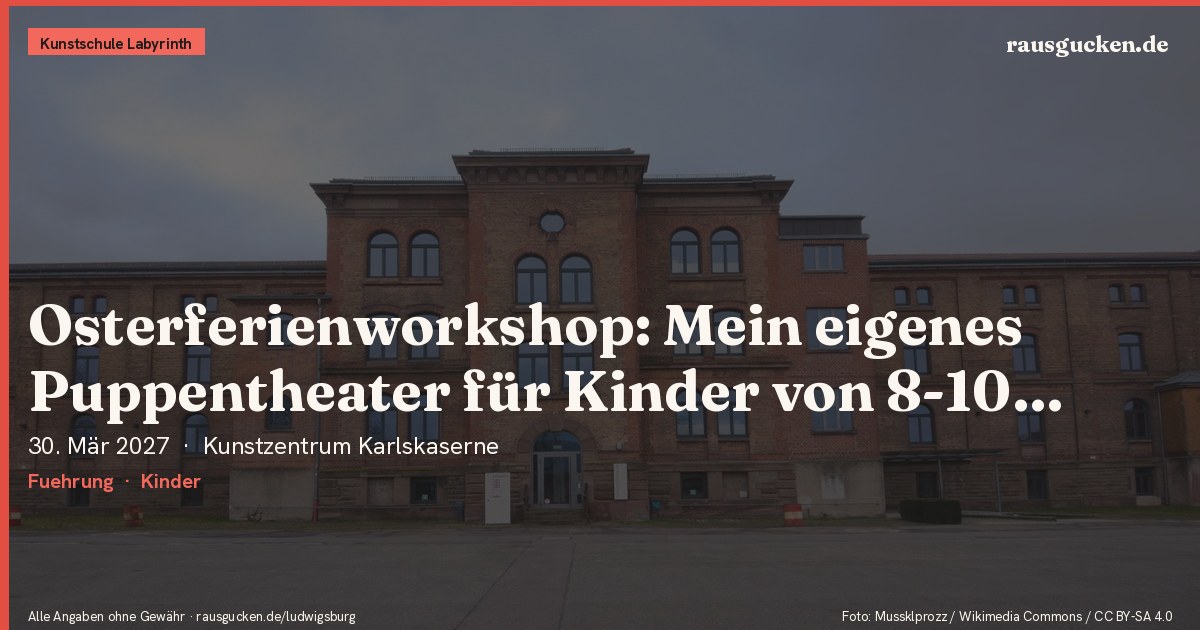 Kunstschule Labyrinth
rausgucken.de
Osterferienworkshop: Mein eigenes
Puppentheater für Kinder von 8-10...
30. Mär 2027 · Kunstzentrum Karlskaserne
Fuehrung · Kinder
Alle Angaben ohne Gewähr · rausgucken.de/ludwigsburg
Foto: Mussklprozz / Wikimedia Commons / CC BY-SA 4.0